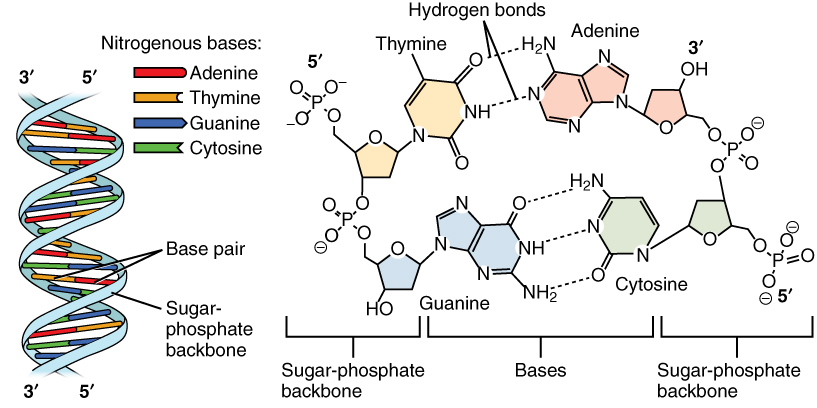 Hydrogen bonds
Nitrogenous bases:
Adenine
Thymine
Guanine
Cytosine
3′ 5′
Base pair
Sugar-
phosphate
backbone
3′ 5′
Thymine
Adenine
5′
3′
O
H₂N
N
OH
O⁻
P
O
⁻O
O
NH
N
N
N
N
O
O
O
N
O
O
P
O
⊖
O
O
O
P
O
⊖
O
O
H₂N
N
N
O
NH
N
N
NH₂
N
O
O
O
P
O
⊖
O
⊖
5′
HO
Guanine
Cytosine
Sugar-phosphate
backbone
Bases
Sugar-phosphate
backbone